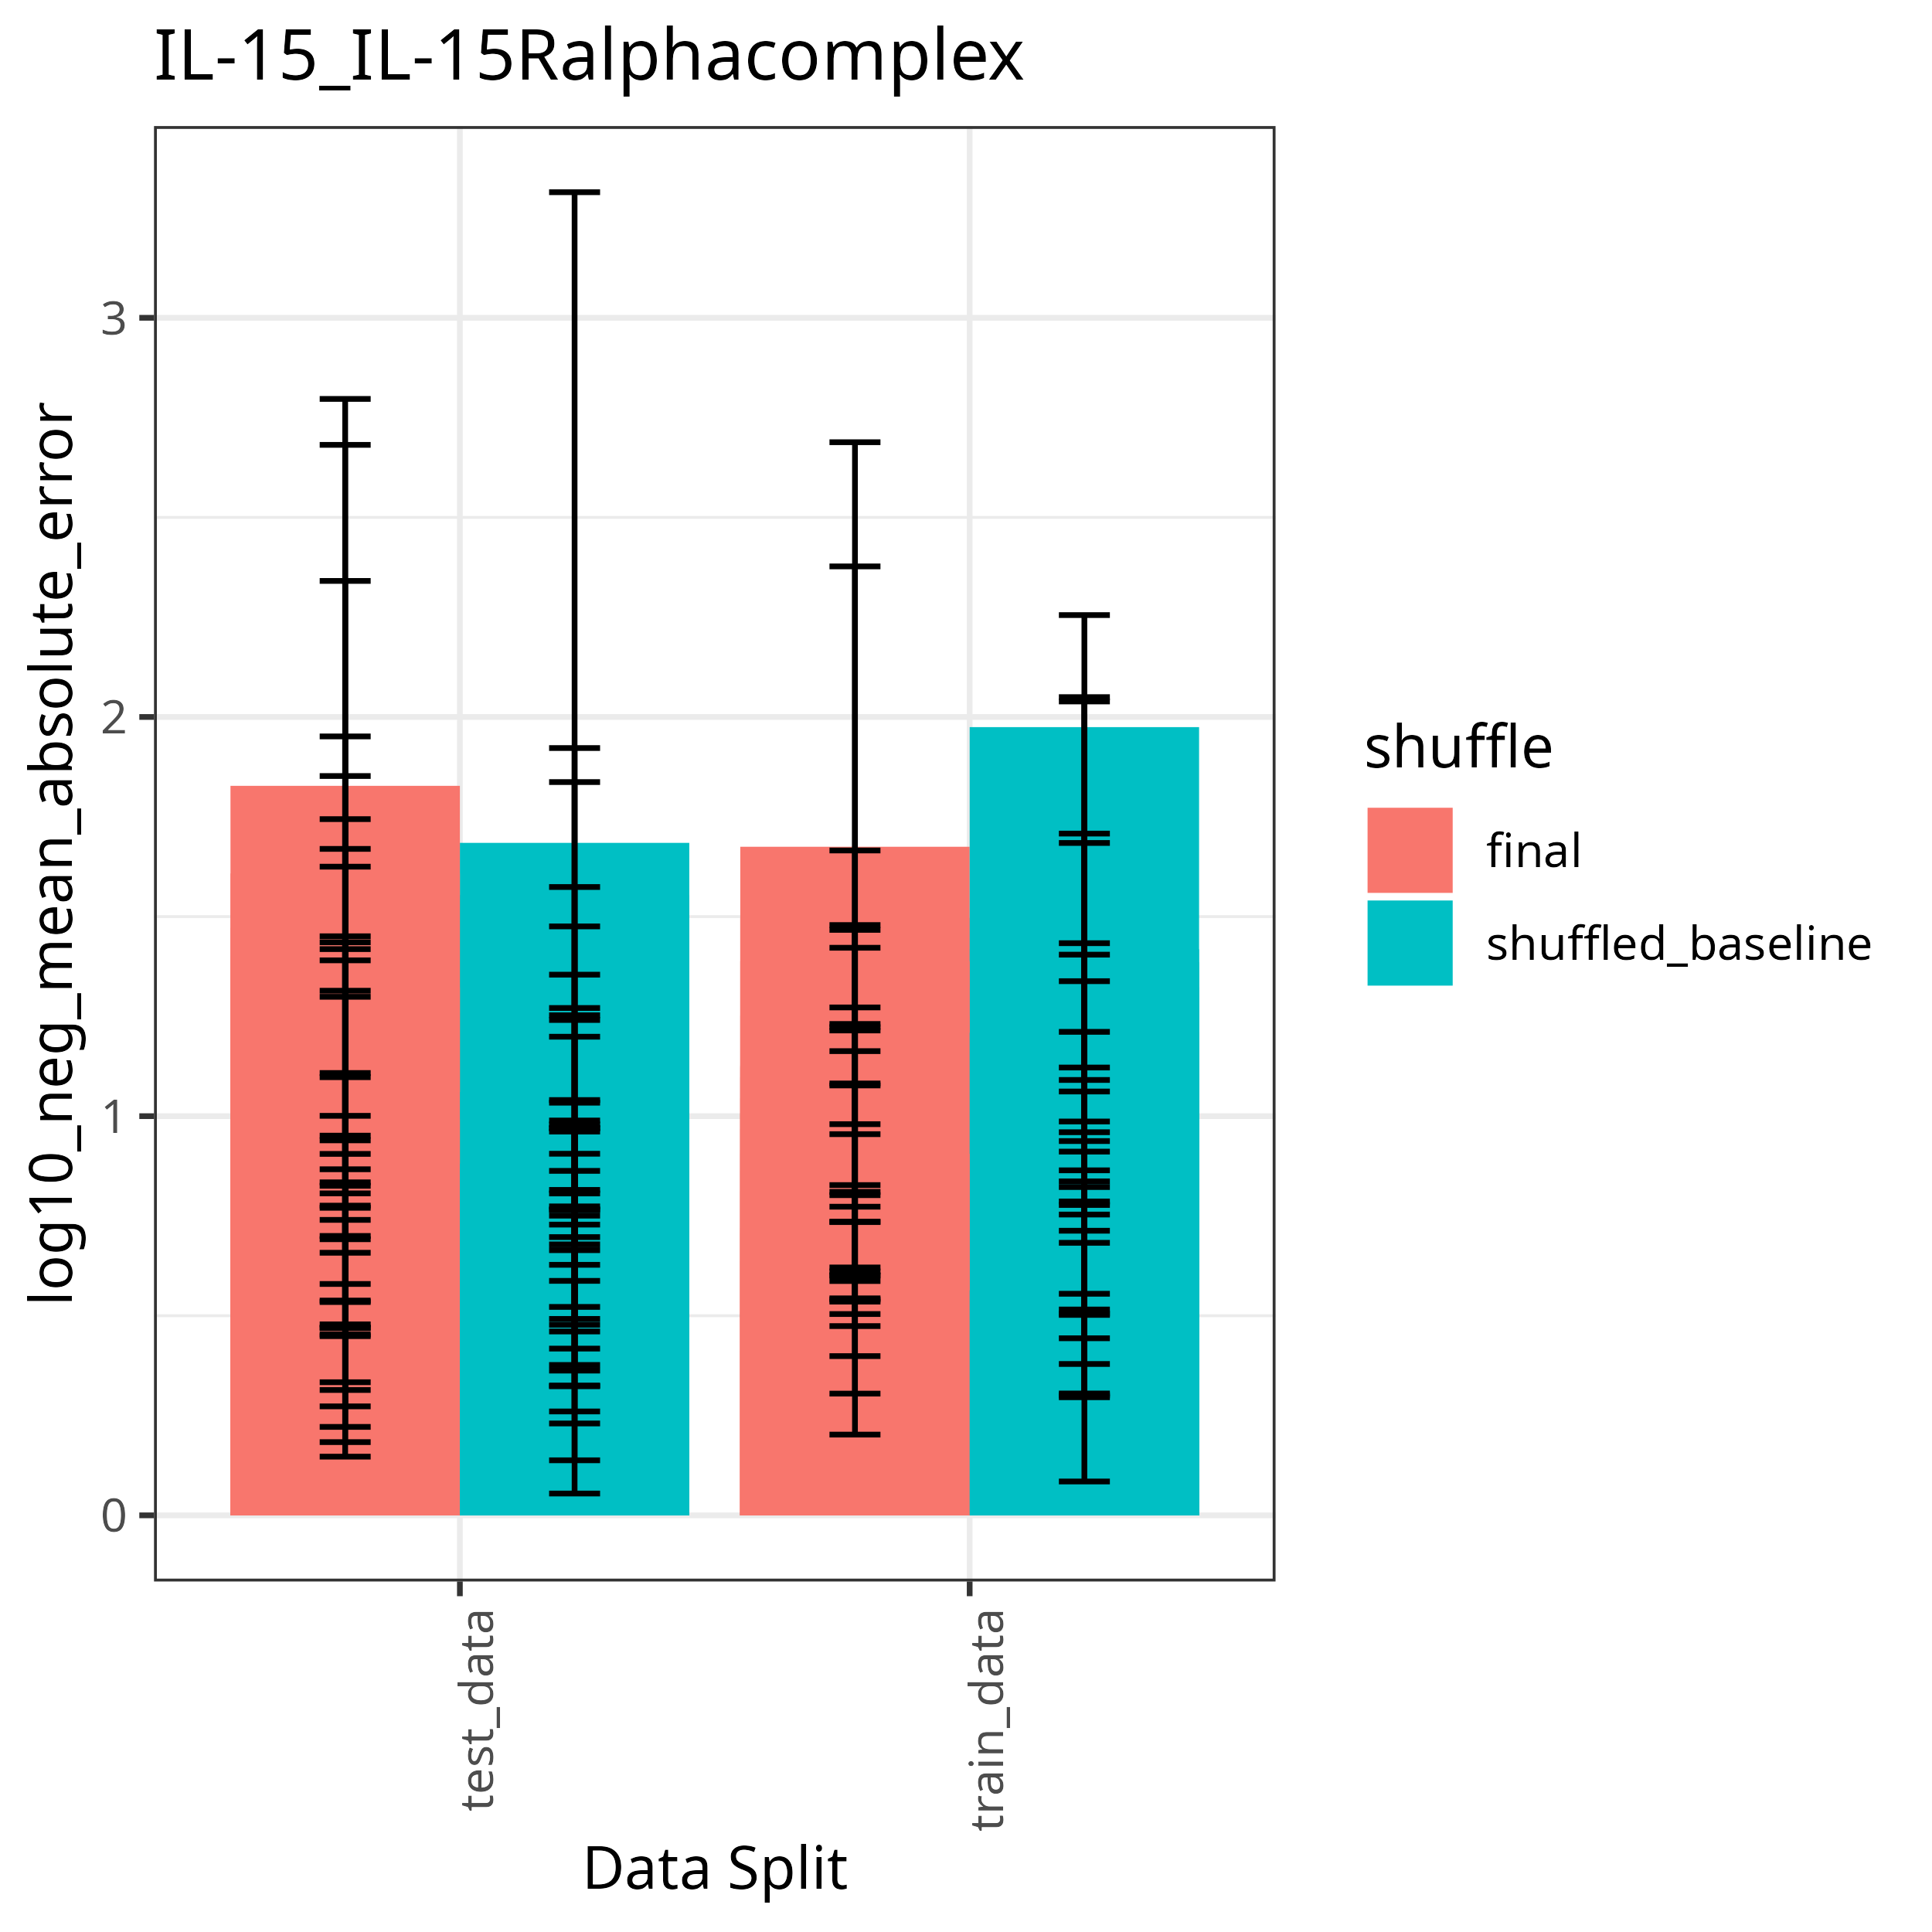 IL-15_IL-15Ralphacomplex
log10_neg_mean_absolute_error
3
2
1
0
test_data
train_data
Data Split
shuffle
final
shuffled_baseline